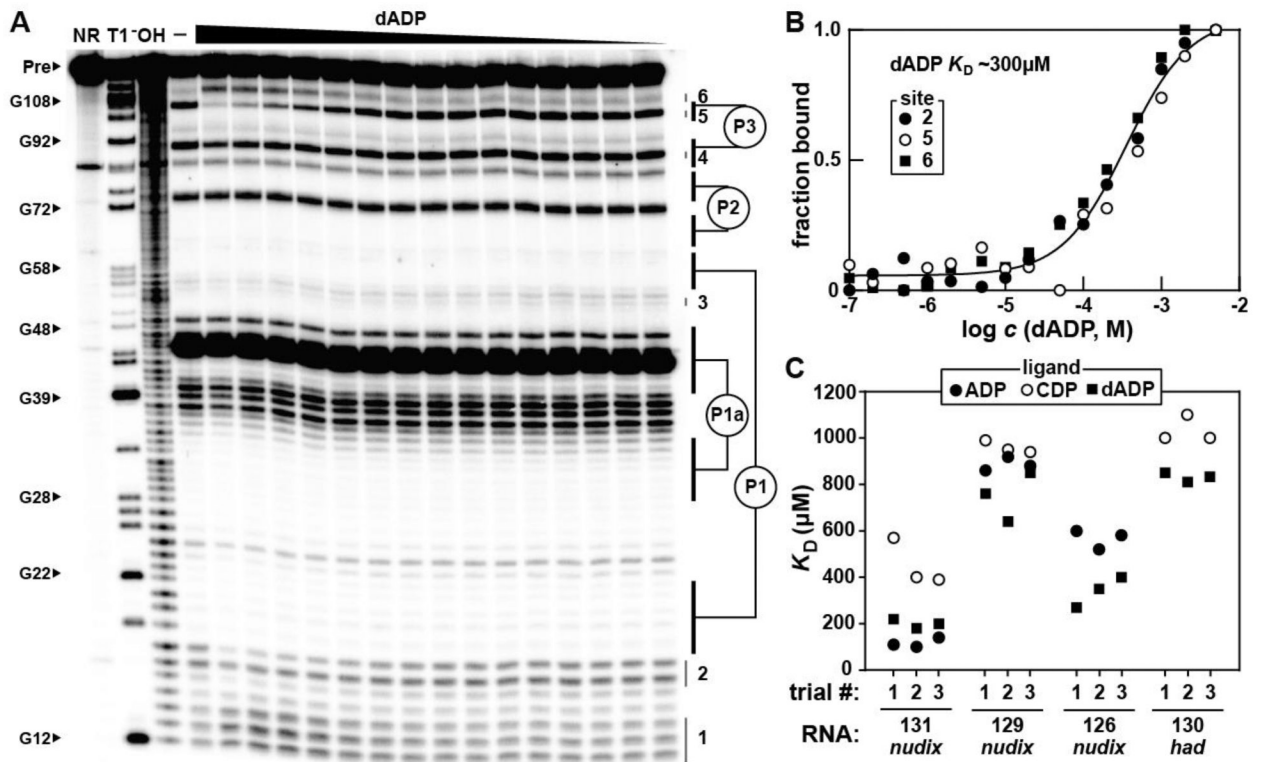 A
dADP
NR T1 -OH –
Pre
G108
G92
G72
G58
G48
G39
G28
G22
G12
6
5
4
3
2
1
P3
P2
P1a
P1
B
1.0
0.5
0
fraction bound
dADP KD ~300µM
site
2
5
6
-7 -6 -5 -4 -3 -2
log c (dADP, M)
C
ligand
ADP CDP dADP
1200
1000
800
600
400
200
0
KD (µM)
trial #: 1 2 3 1 2 3 1 2 3 1 2 3
RNA: 131 129 126 130
nudix nudix nudix had